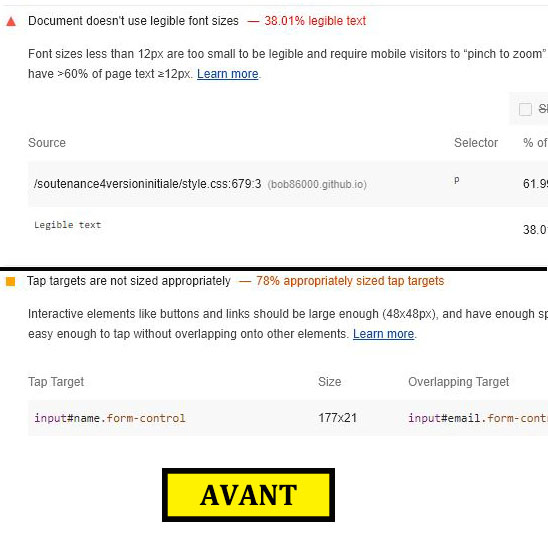 Document doesn't use legible font sizes — 38.01% legible text
Font sizes less than 12px are too small to be legible and require mobile visitors to “pinch to zoom”
have >60% of page text ≥12px. Learn more.
Source Selector % of
/soutenance4versioninitiale/style.css:679:3 (bob86000.github.io) p 61.9
Legible text 38.0
Tap targets are not sized appropriately — 78% appropriately sized tap targets
Interactive elements like buttons and links should be large enough (48x48px), and have enough sp
easy enough to tap without overlapping onto other elements. Learn more.
Tap Target Size Overlapping Target
input#name.form-control 177x21 input#email.form-cont
AVANT